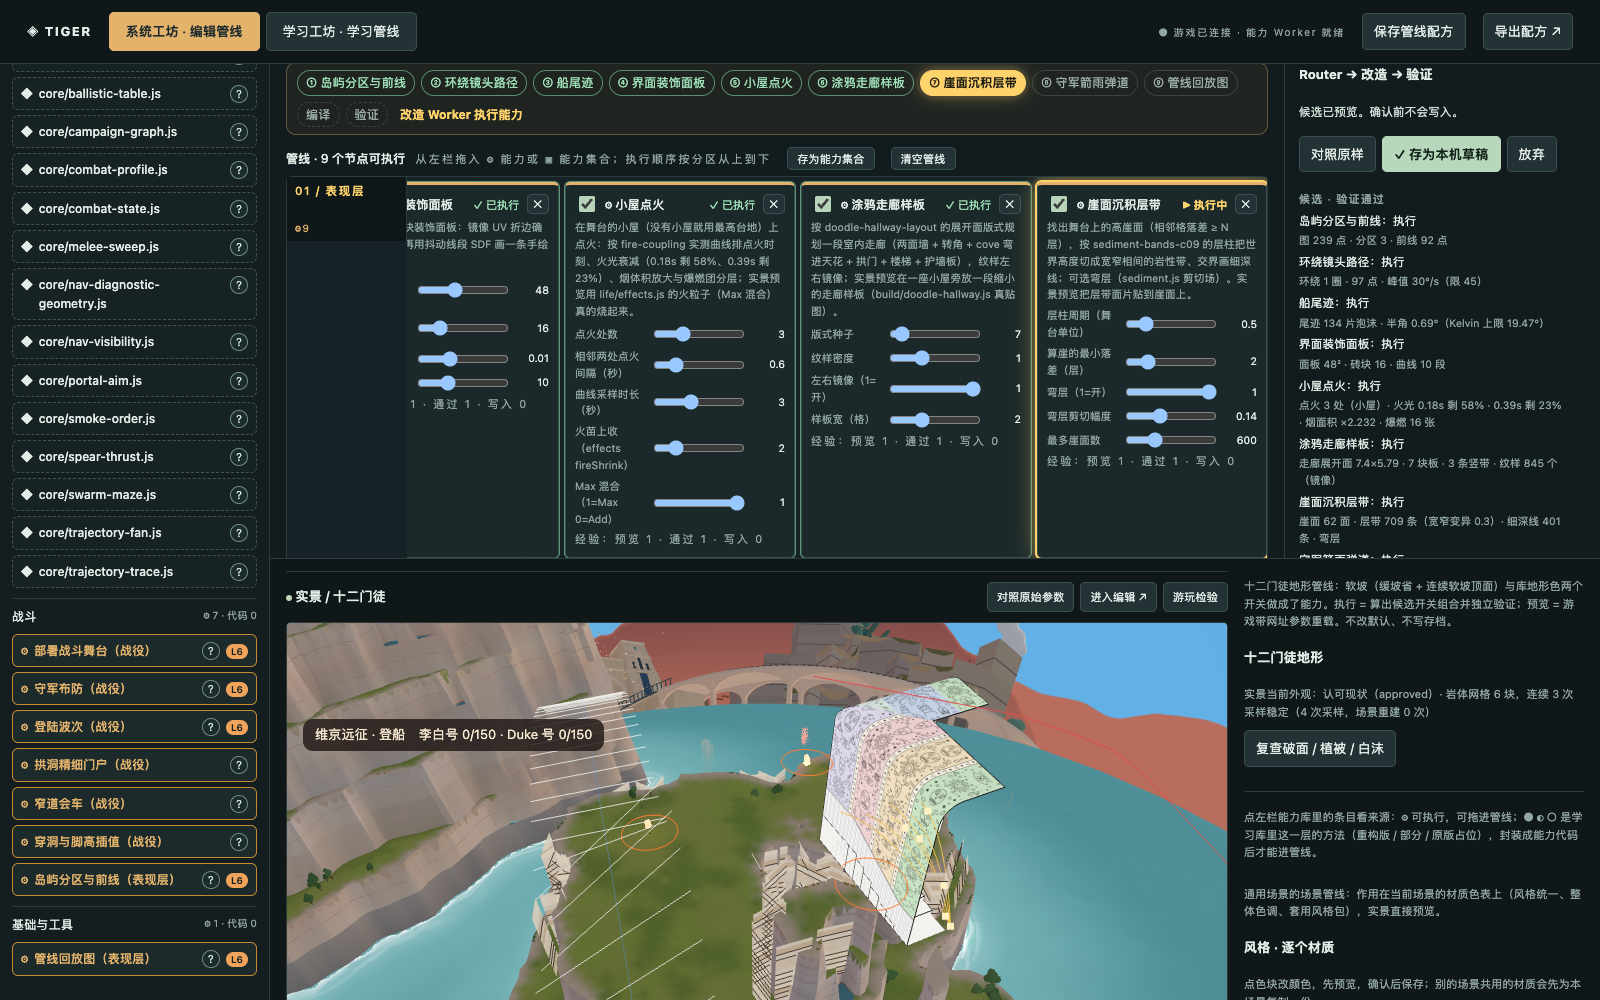 ◈ TIGER
系统工坊 · 编辑管线
学习工坊 · 学习管线
游戏已连接 · 能力 Worker 就绪
保存管线配方
导出配方 ↗
core/ballistic-table.js ?
core/campaign-graph.js ?
core/combat-profile.js ?
core/combat-state.js ?
core/melee-sweep.js ?
core/nav-diagnostic-
geometry.js ?
core/nav-visibility.js ?
core/portal-aim.js ?
core/smoke-order.js ?
core/spear-thrust.js ?
core/swarm-maze.js ?
core/trajectory-fan.js ?
core/trajectory-trace.js ?
战斗 ⚙ 7 · 代码 0
⚙ 部署战斗舞台（战役） ? L6
⚙ 守军布防（战役） ? L6
⚙ 登陆波次（战役） ? L6
⚙ 拱洞精细门户（战役） ?
⚙ 窄道会车（战役） ?
⚙ 穿洞与脚高插值（战役） ?
⚙ 岛屿分区与前线（表现层） ? L6
基础与工具 ⚙ 1 · 代码 0
⚙ 管线回放图（表现层） ? L6
① 岛屿分区与前线 ② 环绕镜头路径 ③ 船尾迹 ④ 界面装饰面板 ⑤ 小屋点火 ⑥ 涂鸦走廊样板 ⑦ 崖面沉积层带 ⑧ 守军箭雨弹道 ⑨ 管线回放图
编译 验证 改造 Worker 执行能力
管线 · 9 个节点可执行 从左栏拖入 ⚙ 能力或 ▣ 能力集合；执行顺序按分区从上到下 存为能力集合 清空管线
01 / 表现层
⚙9
装饰面板 ✓ 已执行 ✕
装饰面板：镜像 UV 折边确
再用抖动线段 SDF 画一条手绘
48
16
0.01
10
1 · 通过 1 · 写入 0
⚙ 小屋点火 ✓ 已执行 ✕
在舞台的小屋（没有小屋就用最高台地）上
点火：按 fire-coupling 实测曲线排点火时
刻、火光衰减（0.18s 剩 58%、0.39s 剩
23%）、烟体积放大与爆燃团分层；实景预
览用 life/effects.js 的火粒子（Max 混合）
真的烧起来。
点火处数 3
相邻两处点火
间隔（秒） 0.6
曲线采样时长
（秒） 3
火苗上收
（effects
fireShrink） 2
Max 混合
（1=Max
0=Add） 1
经验：预览 1 · 通过 1 · 写入 0
⚙ 涂鸦走廊样板 ✓ 已执行 ✕
按 doodle-hallway-layout 的展开面版式规
划一段室内走廊（两面墙 + 转角 + cove 弯
进天花 + 拱门 + 楼梯 + 护墙板），纹样左
右镜像；实景预览在一座小屋旁放一段缩小
的走廊样板（build/doodle-hallway.js 真贴
图）。
版式种子 7
纹样密度 1
左右镜像（1=
开） 1
样板宽（格） 2
经验：预览 1 · 通过 1 · 写入 0
⚙ 崖面沉积层带 ▶ 执行中 ✕
找出舞台上的高崖面（相邻格落差 ≥ N
层），按 sediment-bands-c09 的层柱把世
界高度切成宽窄相间的岩性带、交界画细深
线；可选弯层（sediment.js 剪切场）。实
景预览把层带面片贴到崖面上。
层柱周期（舞
台单位） 0.5
算崖的最小落
差（层） 2
弯层（1=开） 1
弯层剪切幅度 0.14
最多崖面数 600
经验：预览 1 · 通过 1 · 写入 0
Router → 改造 → 验证
候选已预览。确认前不会写入。
对照原样 ✓ 存为本机草稿 放弃
候选 · 验证通过
岛屿分区与前线：执行
图 239 点 · 分区 3 · 前线 92 点
环绕镜头路径：执行
环绕 1 圈 · 97 点 · 峰值 30°/s（限 45）
船尾迹：执行
尾迹 134 片泡沫 · 半角 0.69°（Kelvin 上限 19.47°）
界面装饰面板：执行
面板 48² · 砖块 16 · 曲线 10 段
小屋点火：执行
点火 3 处（小屋）· 火光 0.18s 剩 58% · 0.39s 剩 23%
· 烟面积 ×2.232 · 爆燃 16 张
涂鸦走廊样板：执行
走廊展开面 7.4×5.79 · 7 块板 · 3 条竖带 · 纹样 845 个
（镜像）
崖面沉积层带：执行
崖面 62 面 · 层带 709 条（宽窄变异 0.3）· 细深线 401
条 · 弯层
守军箭雨弹道：执行
实景 / 十二门徒
对照原始参数 进入编辑 ↗ 游玩检验
维京远征 · 登船 李白号 0/150 · Duke 号 0/150
十二门徒地形管线：软坡（缓坡省 + 连续软坡顶面）与库地形色两个
开关做成了能力。执行 = 算出候选开关组合并独立验证；预览 = 游
戏带网址参数重载。不改默认、不写存档。
十二门徒地形
实景当前外观：认可现状（approved）· 岩体网格 6 块，连续 3 次
采样稳定（4 次采样，场景重建 0 次）
复查破面 / 植被 / 白沫
点左栏能力库里的条目看来源：⚙ 可执行，可拖进管线；● ◐ ○ 是学
习库里这一层的方法（重构版 / 部分 / 原版占位），封装成能力代码
后才能进管线。
通用场景的场景管线：作用在当前场景的材质色表上（风格统一、整
体色调、套用风格包），实景直接预览。
风格 · 逐个材质
点色块改颜色，先预览，确认后保存；别的场景共用的材质会先为本